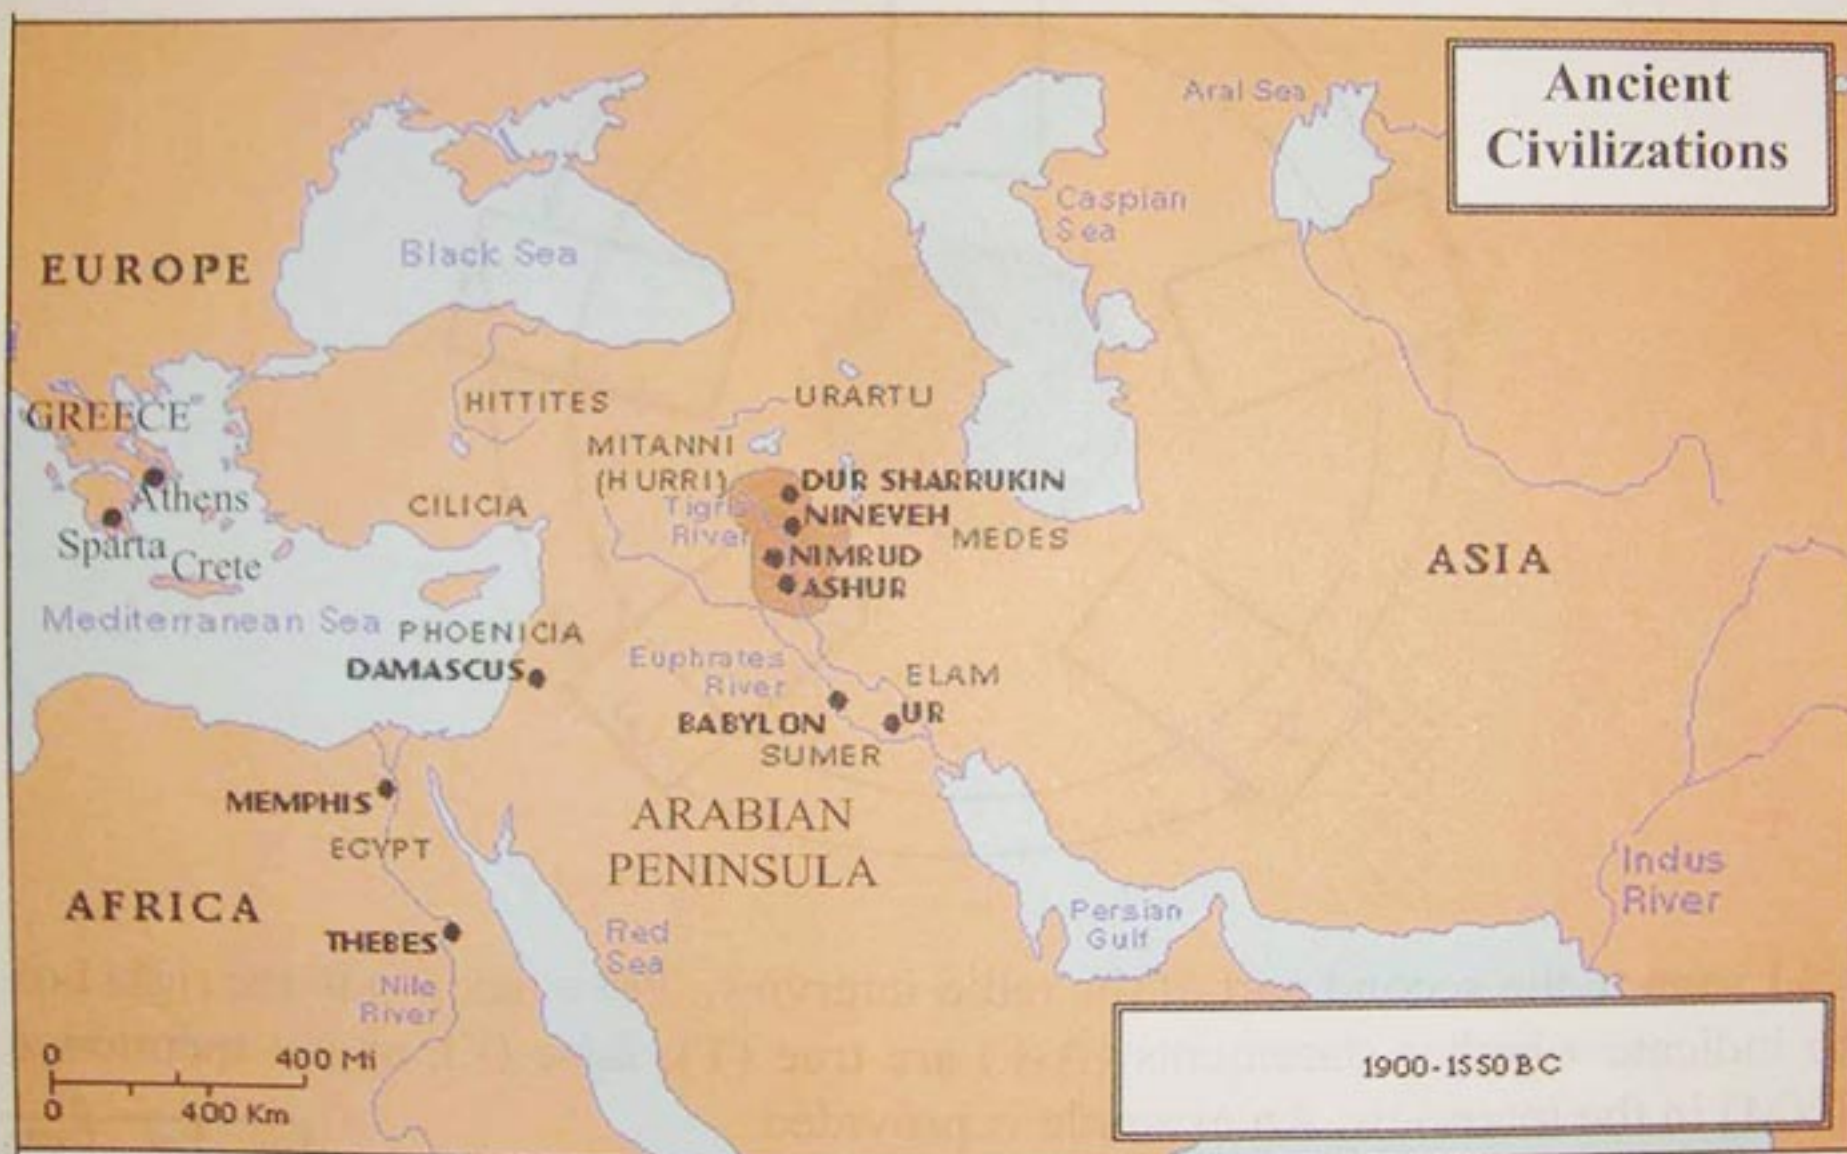 Ancient
Civilizations
Aral Sea
Caspian
Sea
Black Sea
EUROPE
GREECE
Athens
Sparta
Crete
HITTITES
URARTU
MITANNI
(HURRI)
CILICIA
Tigris
River
DUR SHARRUKIN
NINEVEH
MEDES
NIMRUD
ASHUR
ASIA
Mediterranean Sea
PHOENICIA
DAMASCUS
Euphrates
River
ELAM
UR
BABYLON
SUMER
MEMPHIS
EGYPT
ARABIAN
PENINSULA
AFRICA
THEBES
Nile
River
Red
Sea
Persian
Gulf
Indus
River
0 400 Mi
0 400 Km
1900-1550 BC